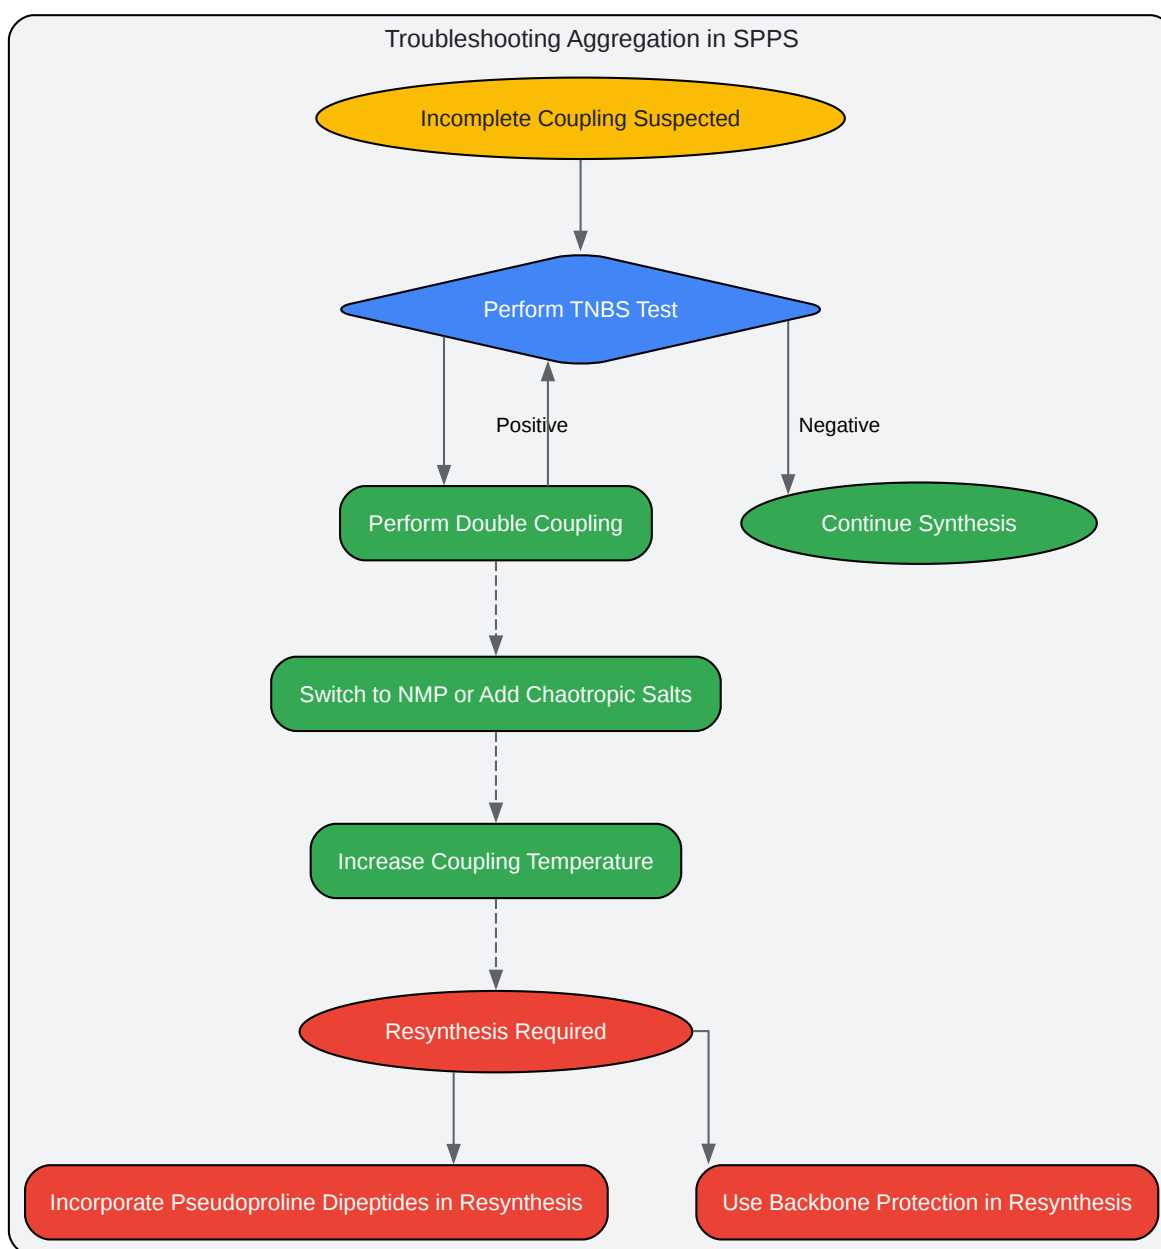 Troubleshooting Aggregation in SPPS
Incomplete Coupling Suspected
Perform TNBS Test
Positive
Negative
Perform Double Coupling
Continue Synthesis
Switch to NMP or Add Chaotropic Salts
Increase Coupling Temperature
Resynthesis Required
Incorporate Pseudoproline Dipeptides in Resynthesis
Use Backbone Protection in Resynthesis